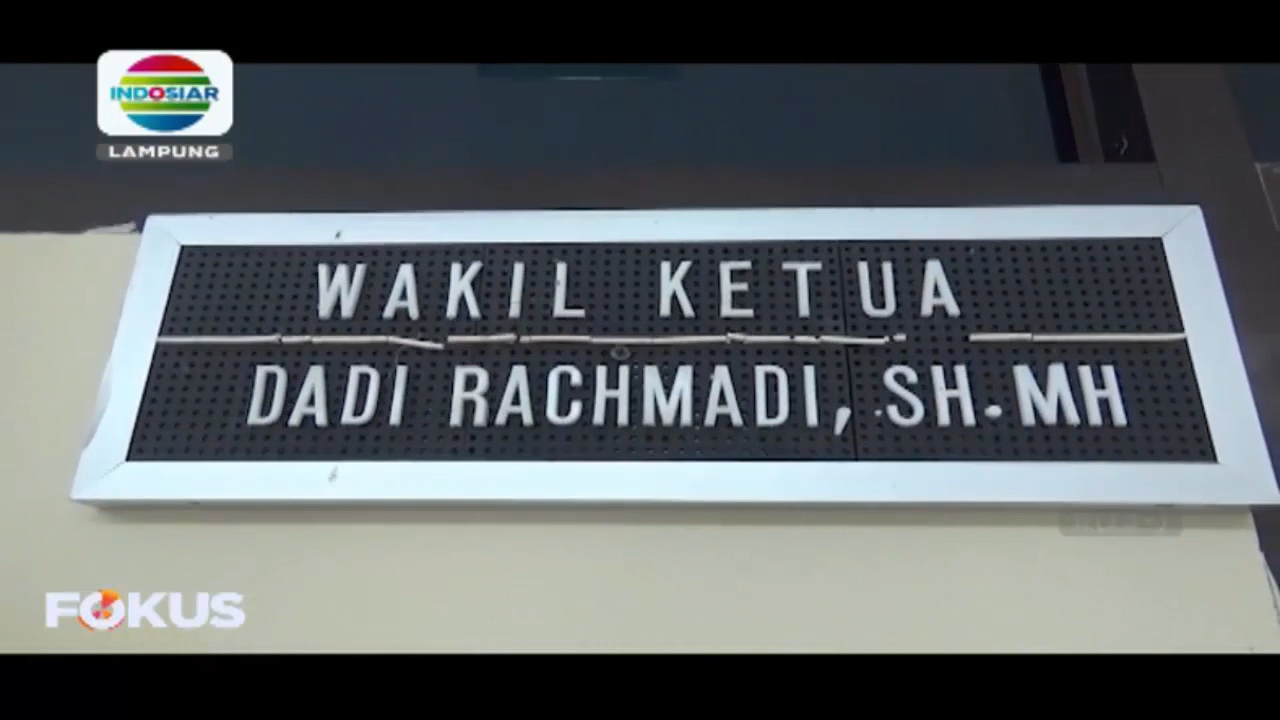 INDOSIAR
LAMPUNG
WAKIL KETUA
DADI RACHMADI, SH.MH
FOKUS